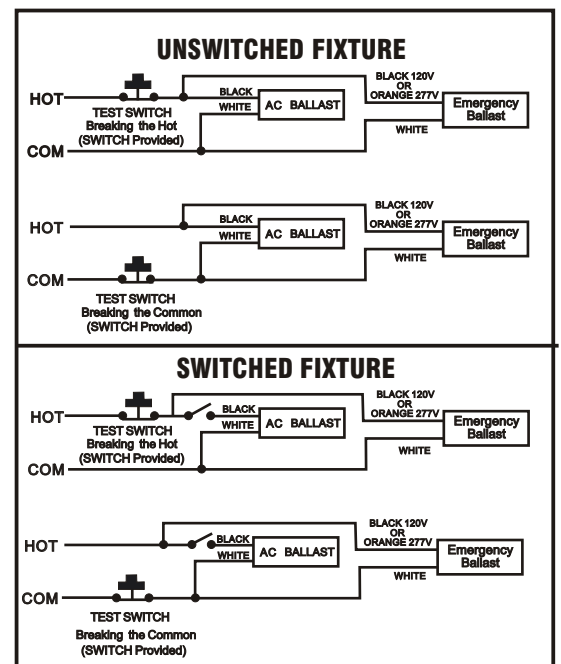 UNSWITCHED FIXTURE
BLACK 120V
OR
ORANGE 277V
HOT
BLACK
WHITE
AC BALLAST
Emergency
Ballast
TEST SWITCH
Breaking the Hot
(SWITCH Provided)
WHITE
COM
BLACK 120V
OR
ORANGE 277V
HOT
BLACK
WHITE
AC BALLAST
Emergency
Ballast
WHITE
COM
TEST SWITCH
Breaking the Common
(SWITCH Provided)
SWITCHED FIXTURE
BLACK 120V
OR
ORANGE 277V
HOT
BLACK
WHITE
AC BALLAST
Emergency
Ballast
TEST SWITCH
Breaking the Hot
(SWITCH Provided)
WHITE
COM
BLACK 120V
OR
ORANGE 277V
HOT
BLACK
WHITE
AC BALLAST
Emergency
Ballast
WHITE
COM
TEST SWITCH
Breaking the Common
(SWITCH Provided)